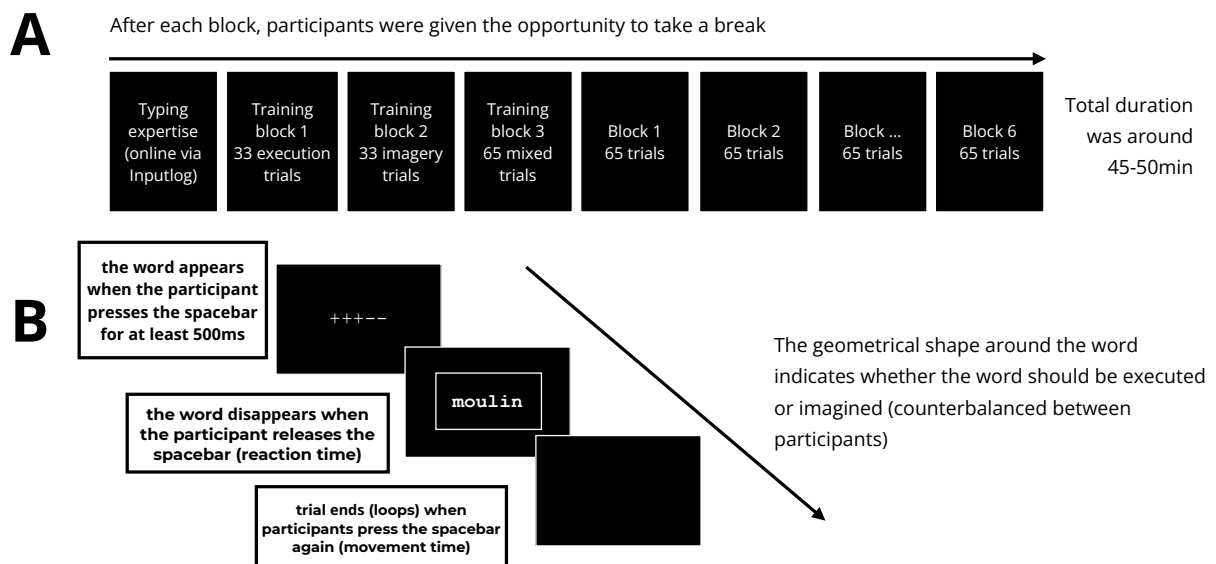 A
After each block, participants were given the opportunity to take a break
Typing
expertise
(online via
Inputlog)
Training
block 1
33 execution
trials
Training
block 2
33 imagery
trials
Training
block 3
65 mixed
trials
Block 1
65 trials
Block 2
65 trials
Block ...
65 trials
Block 6
65 trials
Total duration
was around
45-50min
B
the word appears
when the participant
presses the spacebar
for at least 500ms
+++--
moulin
the word disappears when
the participant releases the
spacebar (reaction time)
trial ends (loops) when
participants press the spacebar
again (movement time)
The geometrical shape around the word
indicates whether the word should be executed
or imagined (counterbalanced between
participants)